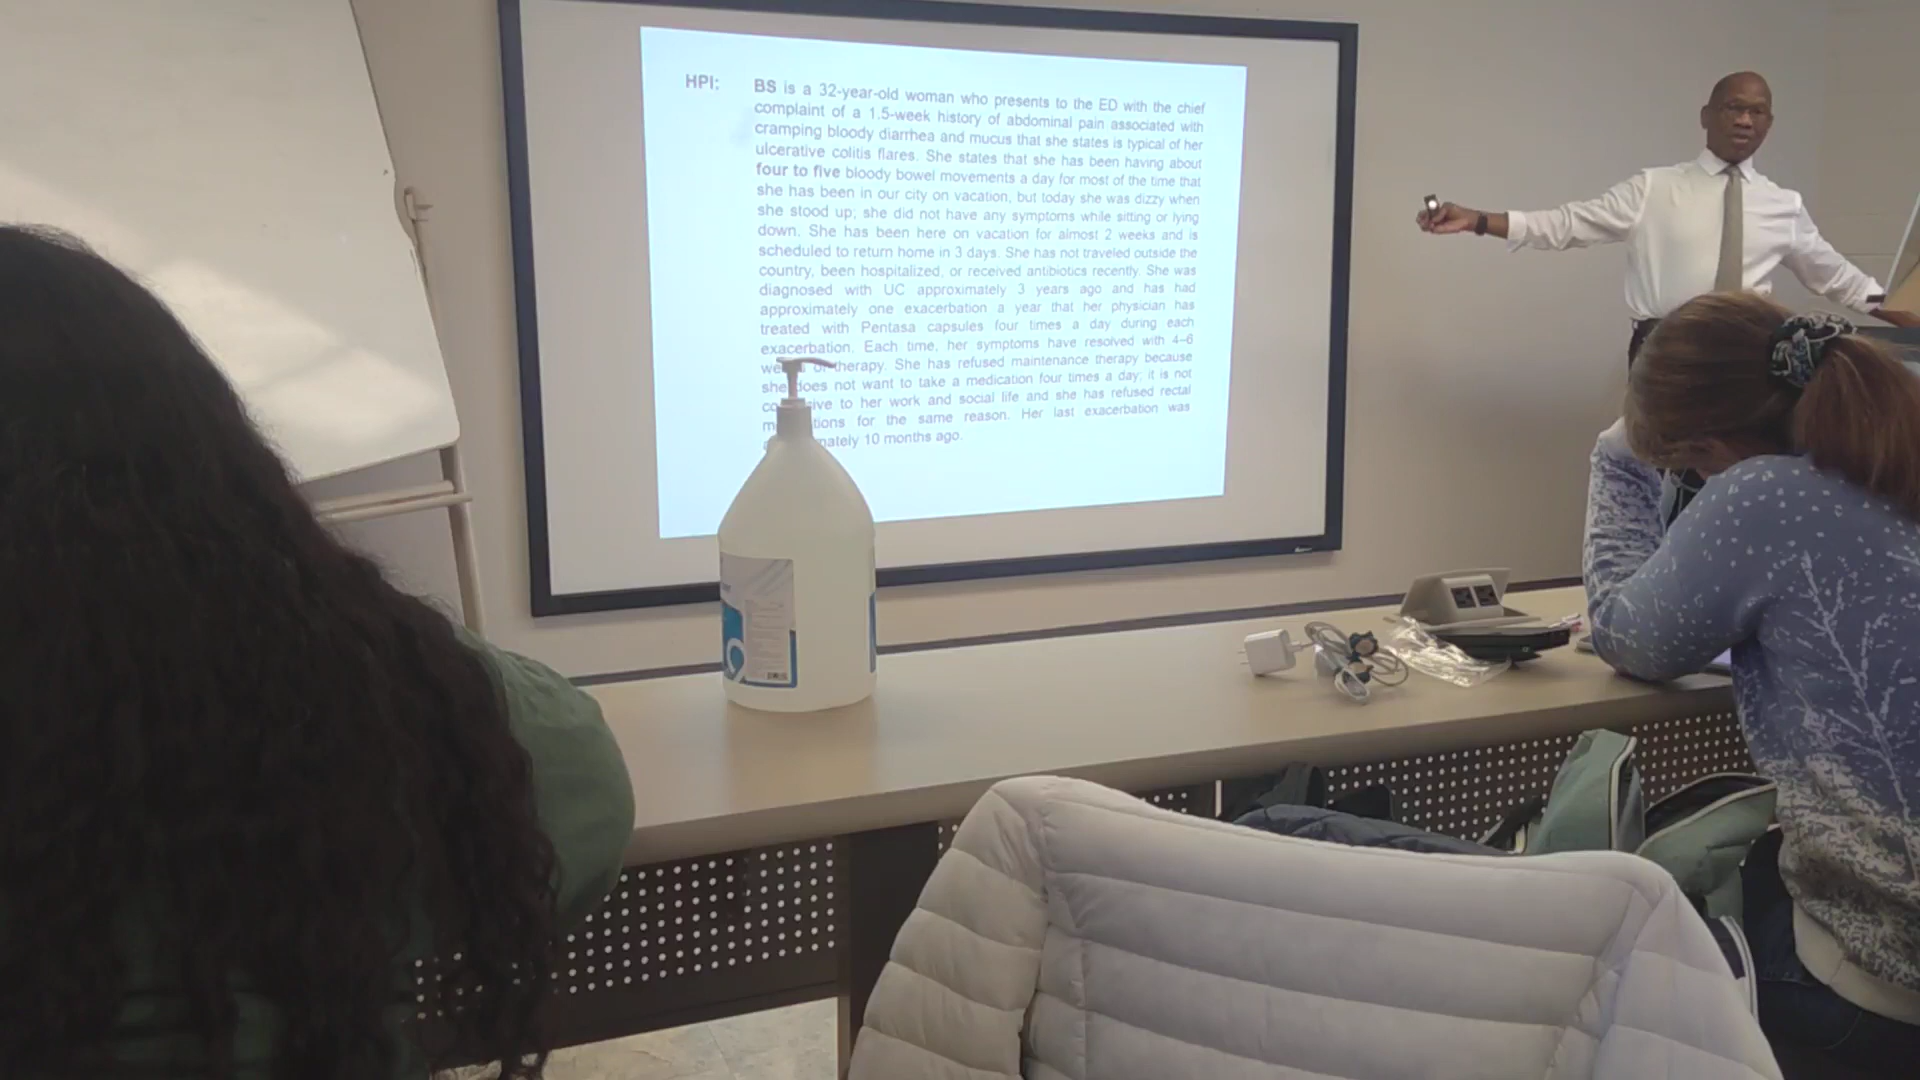 HPI: BS is a 32-year-old woman who presents to the ED with the chief
complaint of a 1.5-week history of abdominal pain associated with
cramping bloody diarrhea and mucus that she states is typical of her
ulcerative colitis flares. She states that she has been having about
four to five bloody bowel movements a day for most of the time that
she has been in our city on vacation, but today she was dizzy when
she stood up; she did not have any symptoms while sitting or lying
down. She has been here on vacation for almost 2 weeks and is
scheduled to return home in 3 days. She has not traveled outside the
country, been hospitalized, or received antibiotics recently. She was
diagnosed with UC approximately 3 years ago and has had
approximately one exacerbation a year that her physician has
treated with Pentasa capsules four times a day during each
exacerbation. Each time, her symptoms have resolved with 4–6
of therapy. She has refused maintenance therapy because
she does not want to take a medication four times a day; it is not
to her work and social life and she has refused rectal
for the same reason. Her last exacerbation was
10 months ago.